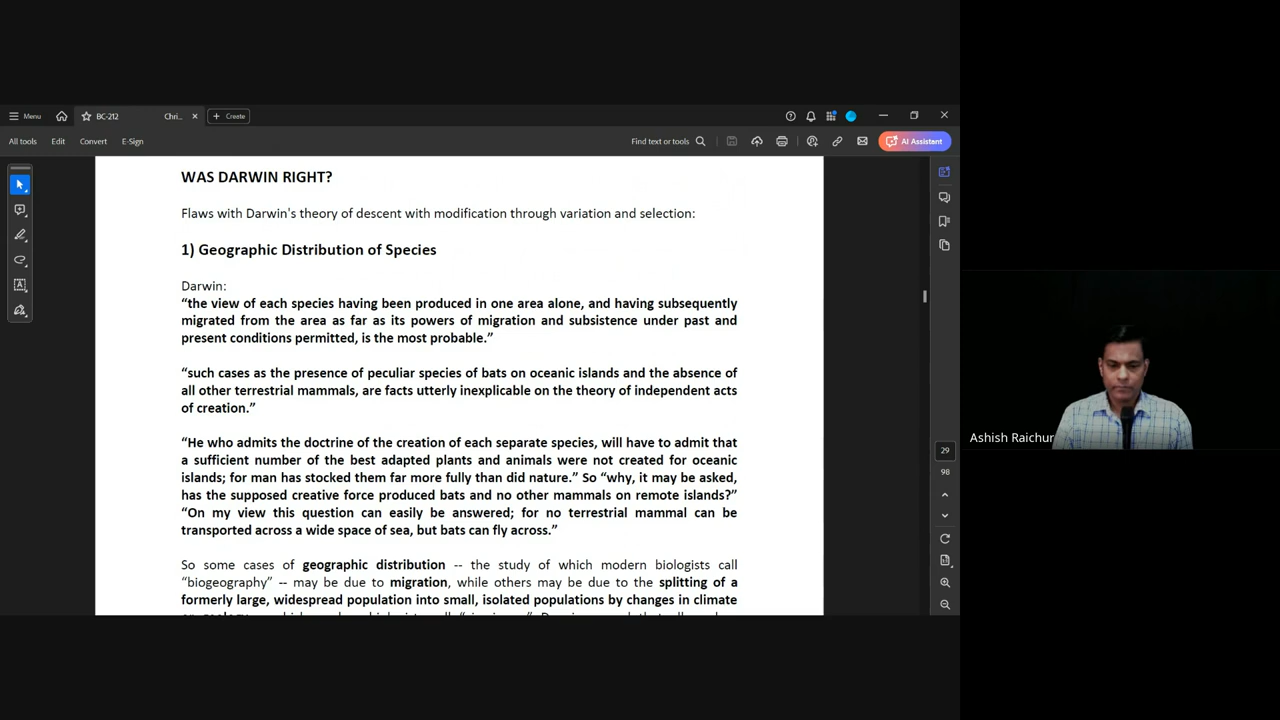 Menu
BC-212
Chri...
Create
All tools
Edit
Convert
E-Sign
Find text or tools
AI Assistant
WAS DARWIN RIGHT?
Flaws with Darwin's theory of descent with modification through variation and selection:
1) Geographic Distribution of Species
Darwin:
“the view of each species having been produced in one area alone, and having subsequently
migrated from the area as far as its powers of migration and subsistence under past and
present conditions permitted, is the most probable.”
“such cases as the presence of peculiar species of bats on oceanic islands and the absence of
all other terrestrial mammals, are facts utterly inexplicable on the theory of independent acts
of creation.”
“He who admits the doctrine of the creation of each separate species, will have to admit that
a sufficient number of the best adapted plants and animals were not created for oceanic
islands; for man has stocked them far more fully than did nature.” So “why, it may be asked,
has the supposed creative force produced bats and no other mammals on remote islands?”
“On my view this question can easily be answered; for no terrestrial mammal can be
transported across a wide space of sea, but bats can fly across.”
So some cases of geographic distribution -- the study of which modern biologists call
“biogeography” -- may be due to migration, while others may be due to the splitting of a
formerly large, widespread population into small, isolated populations by changes in climate
29
98
Ashish Raichur